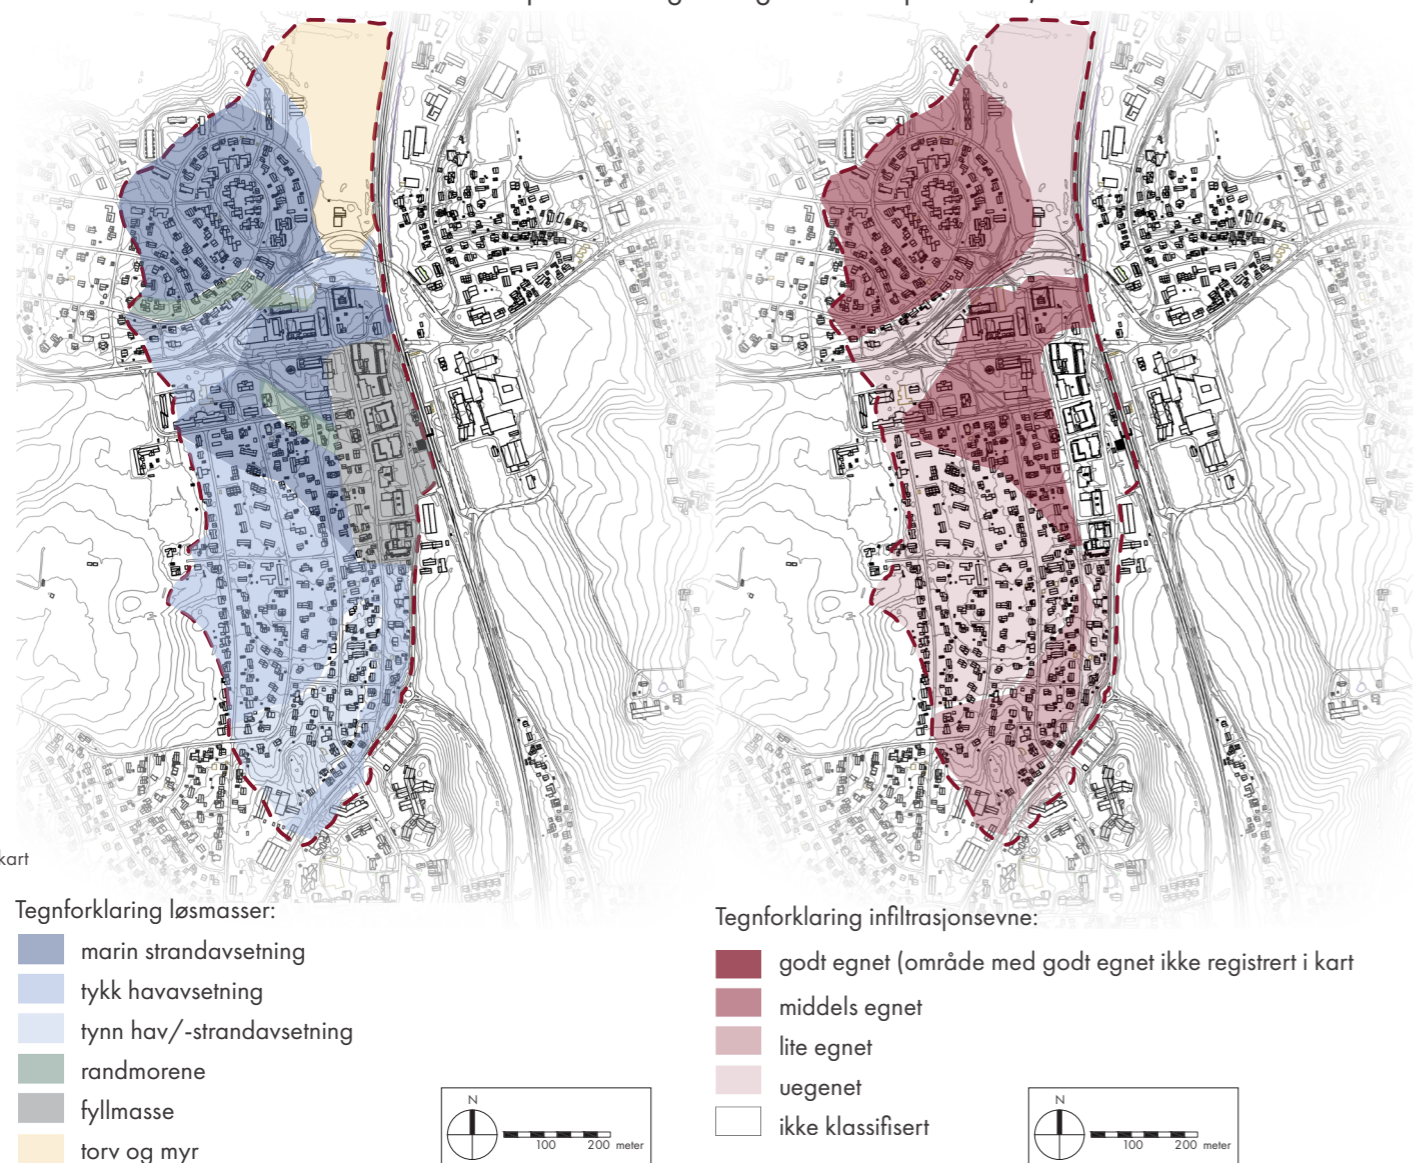 kart
Tegnforklaring løsmasser:
marin strandavsetning
tykk havavsetning
tynn hav/-strandavsetning
randmorene
fyllmasse
torv og myr
N
100 200 meter
Tegnforklaring infiltrasjonsevne:
godt egnet (område med godt egnet ikke registrert i kart
middels egnet
lite egnet
uegenet
ikke klassifisert
N
100 200 meter